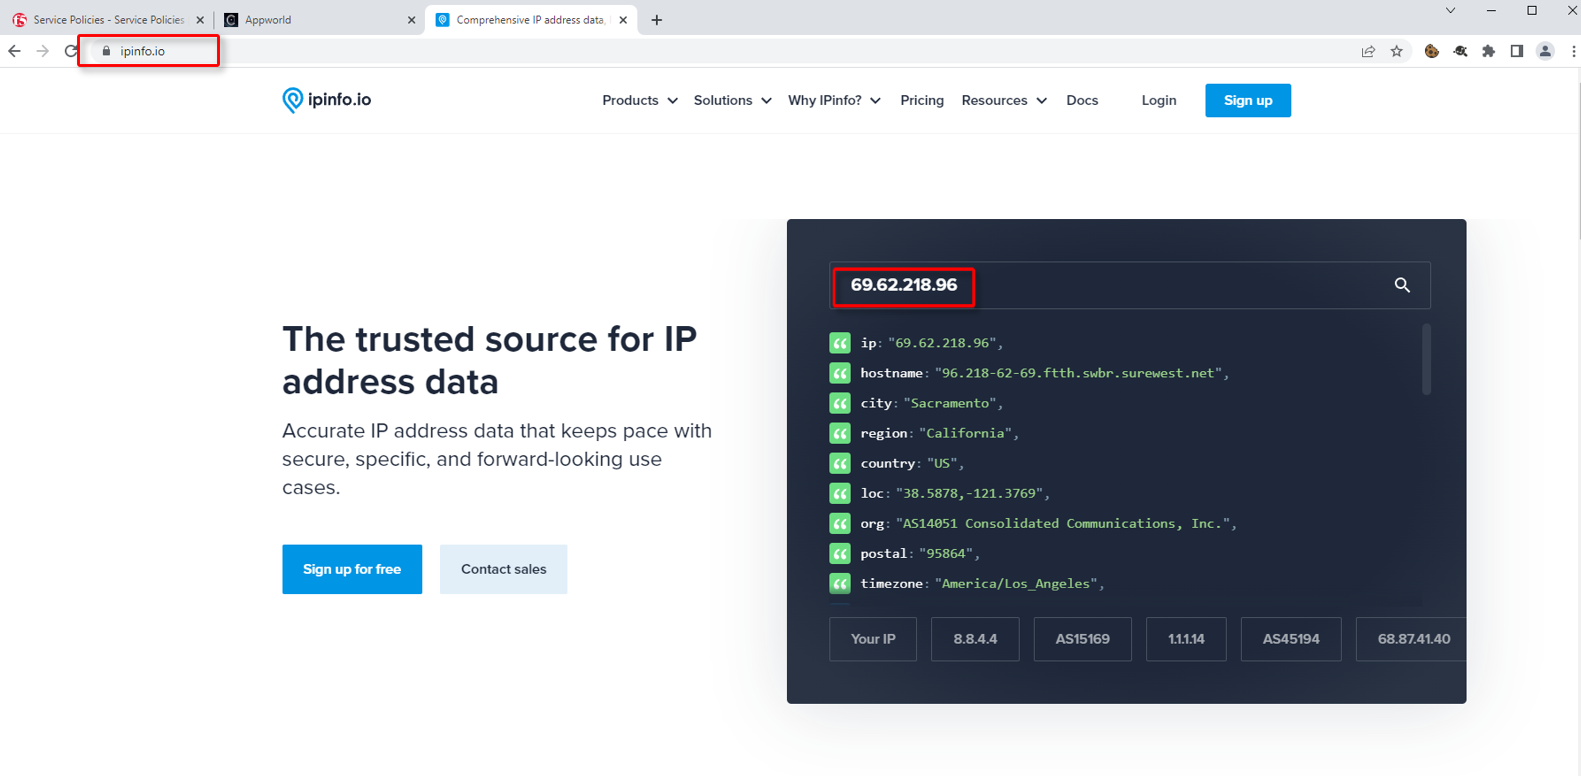 Service Policies - Service Policies
Appworld
Comprehensive IP address data,
ipinfo.io
ipinfo.io
Products
Solutions
Why IPinfo?
Pricing
Resources
Docs
Login
Sign up
The trusted source for IP
address data
Accurate IP address data that keeps pace with
secure, specific, and forward-looking use
cases.
Sign up for free
Contact sales
69.62.218.96
ip: "69.62.218.96",
hostname: "96.218-62-69.ftth.swbr.surewest.net",
city: "Sacramento",
region: "California",
country: "US",
loc: "38.5878,-121.3769",
org: "AS14051 Consolidated Communications, Inc.",
postal: "95864",
timezone: "America/Los_Angeles",
Your IP
8.8.4.4
AS15169
1.1.1.14
AS45194
68.87.41.40